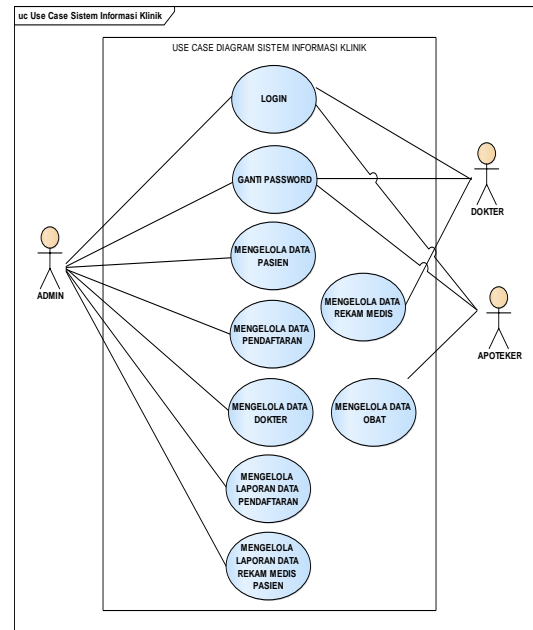 uc Use Case Sistem Informasi Klinik
USE CASE DIAGRAM SISTEM INFORMASI KLINIK
LOGIN
GANTI PASSWORD
MENGELOLA DATA
PASIEN
MENGELOLA DATA
PENDAFTARAN
MENGELOLA DATA
DOKTER
MENGELOLA
LAPORAN DATA
PENDAFTARAN
MENGELOLA
LAPORAN DATA
REKAM MEDIS
PASIEN
MENGELOLA DATA
REKAM MEDIS
MENGELOLA DATA
OBAT
ADMIN
DOKTER
APOTEKER